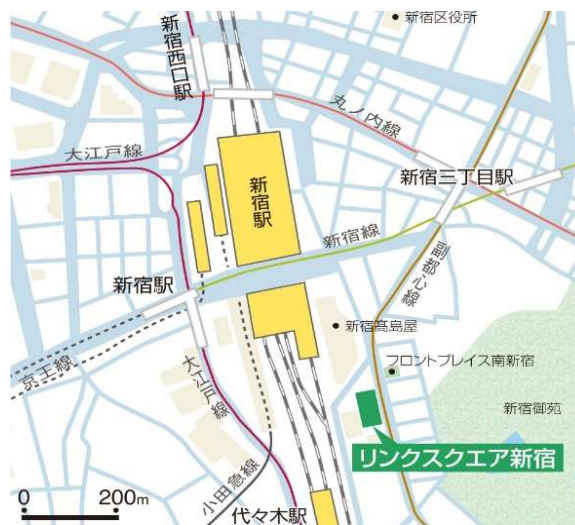 新宿区役所
新宿西口駅
丸ノ内線
大江戸線
新宿三丁目駅
新宿駅
新宿線
副都心線
新宿駅
新宿髙島屋
京王線
大江戸線
フロントプレイス南新宿
新宿御苑
リンクスクエア新宿
小田急線
0 200m
代々木駅